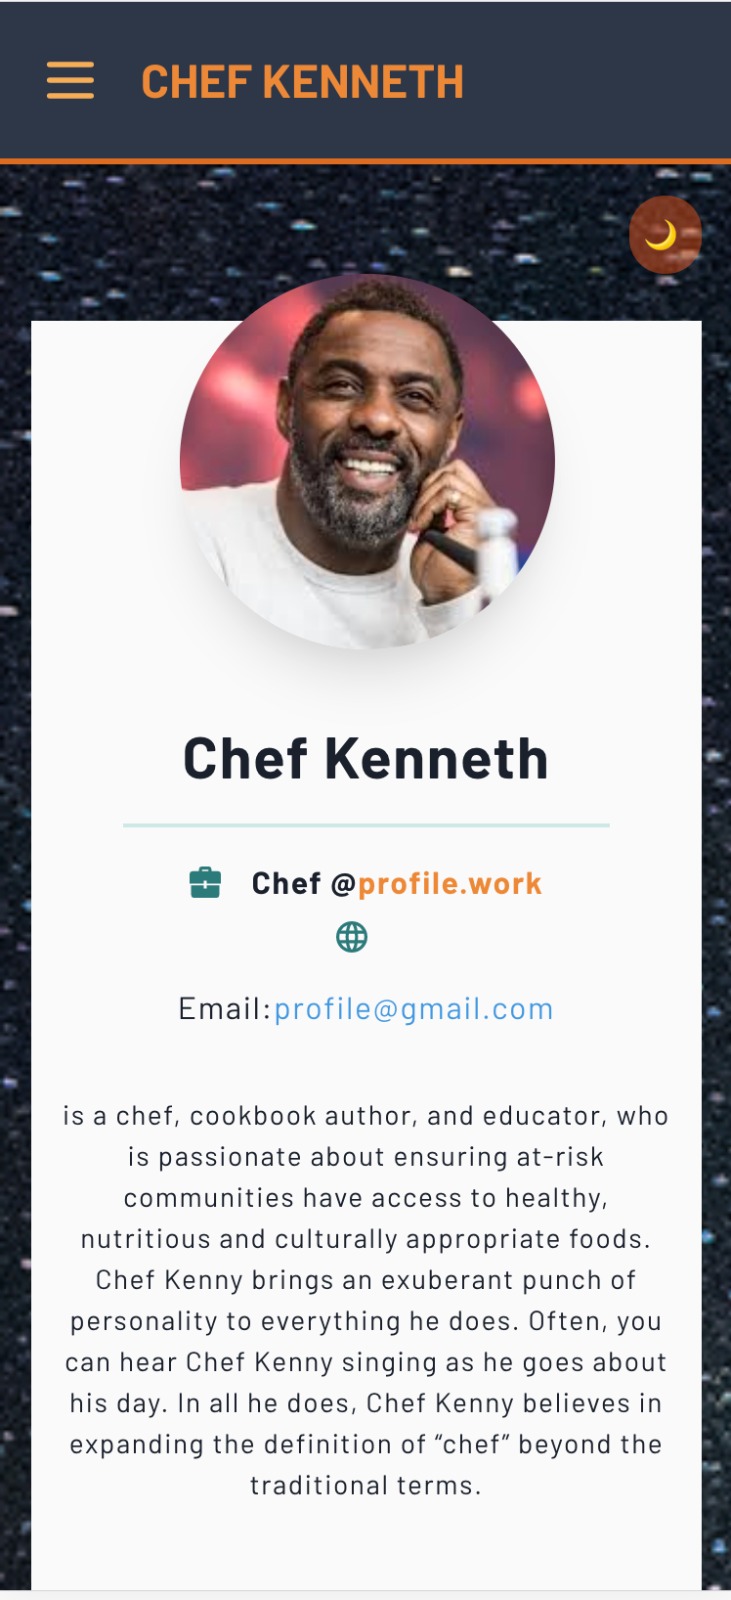 CHEF KENNETH
Chef Kenneth
Chef @profile.work
Email:profile@gmail.com
is a chef, cookbook author, and educator, who
is passionate about ensuring at-risk
communities have access to healthy,
nutritious and culturally appropriate foods.
Chef Kenny brings an exuberant punch of
personality to everything he does. Often, you
can hear Chef Kenny singing as he goes about
his day. In all he does, Chef Kenny believes in
expanding the definition of “chef” beyond the
traditional terms.